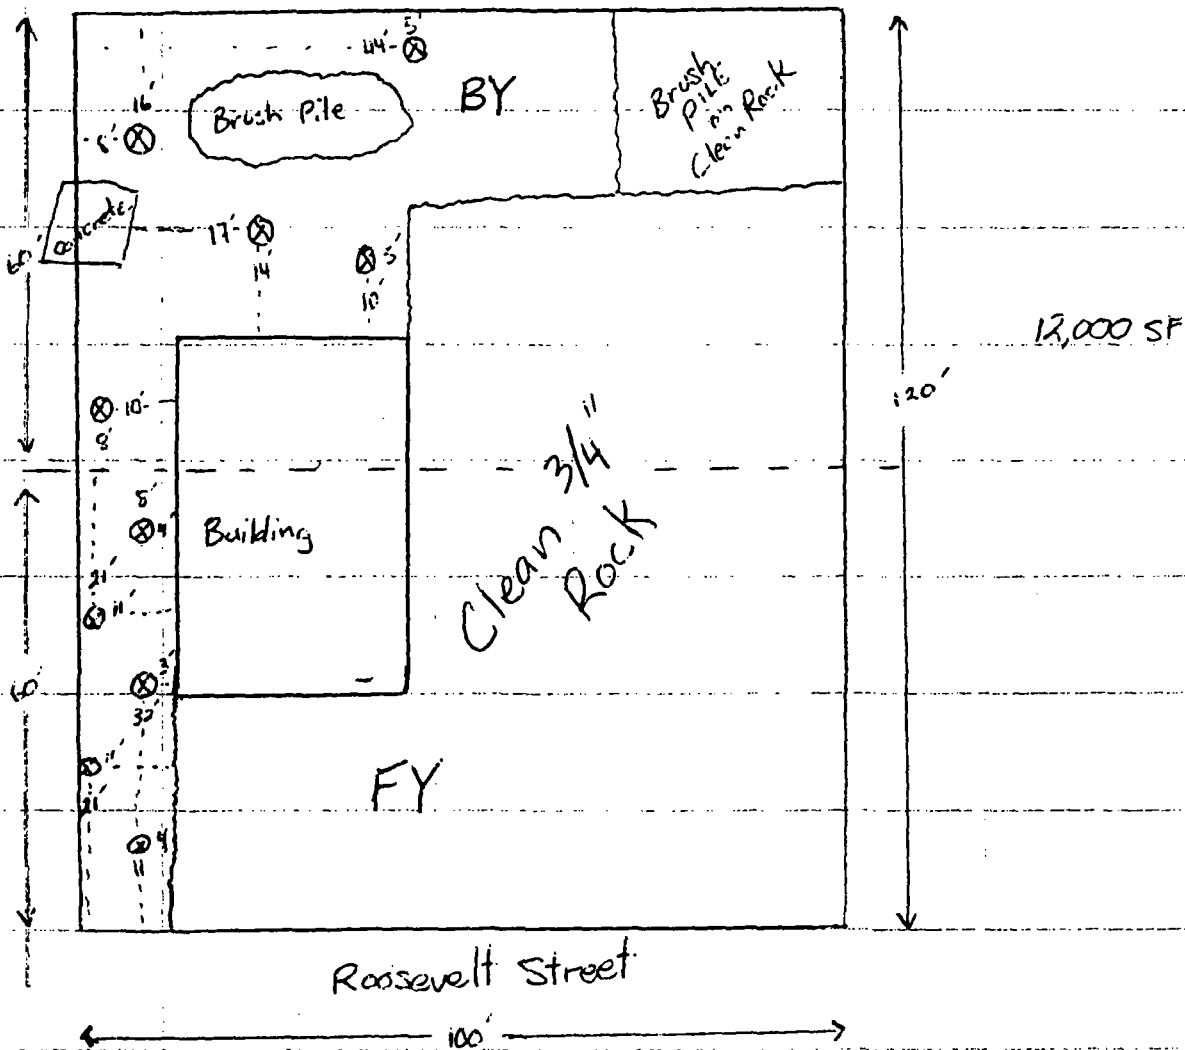 5'
44'
BY
Brush
PILE
on
Clean Rock
16'
Brush Pile
8'
Concrete
17'
5'
14'
10'
60'
12,000 SF
120'
10'
8'
Clean 3/4"
Rock
8'
4'
Building
21'
11'
3'
32'
60'
11'
FY
21'
4'
11
Roosevelt Street
100'